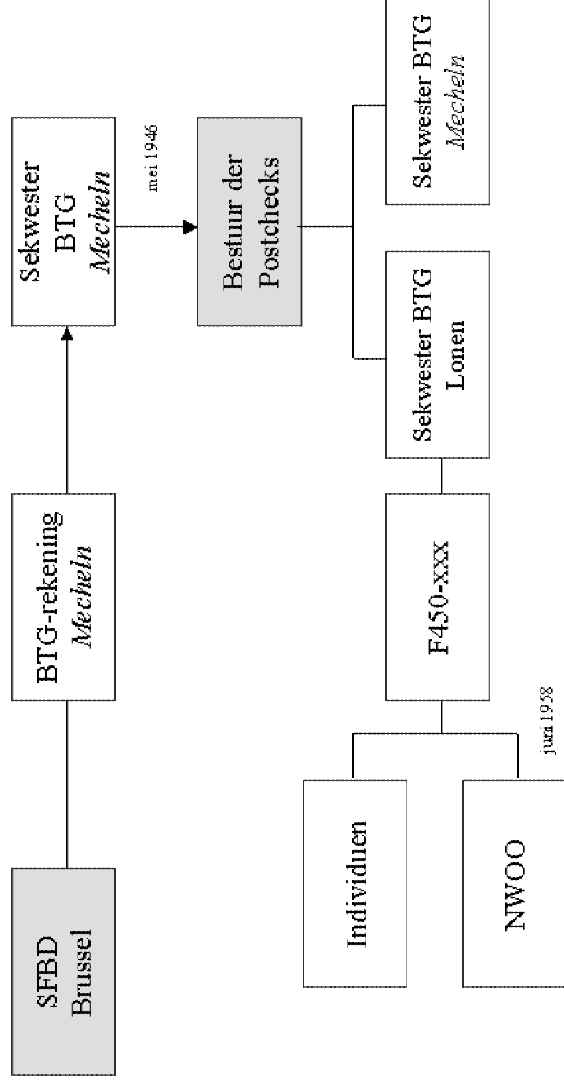 SFBD
Brussel
BTG-rekening
Mecheln
Sekwester
BTG
Mecheln
mei 1946
Bestuur der
Postchecks
Individuen
NWOO
juni 1958
F450-xxx
Sekwester BTG
Lonen
Sekwester BTG
Mecheln